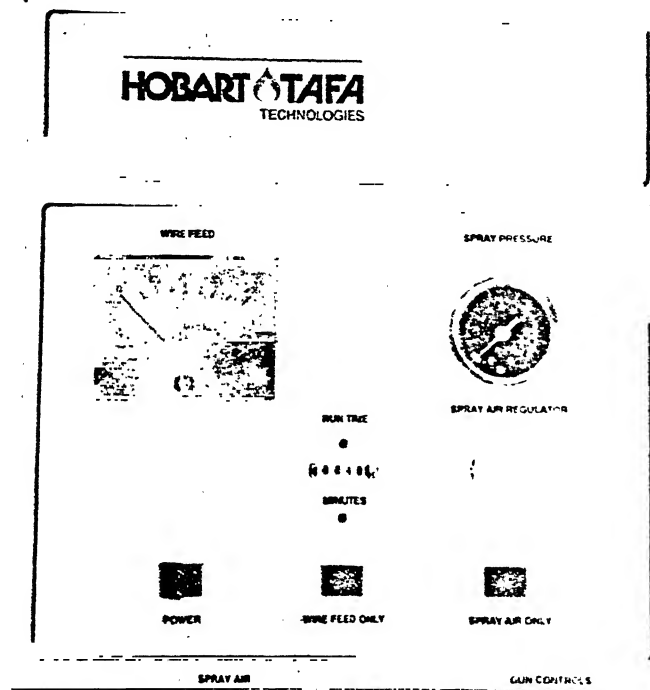 HOBART TAFA
TECHNOLOGIES
WIRE FEED
SPRAY PRESSURE
SPRAY AIR REGULATOR
RUN TIME
MINUTES
POWER
WIRE FEED ONLY
SPRAY AIR ONLY
SPRAY AIR
GUN CONTROLS